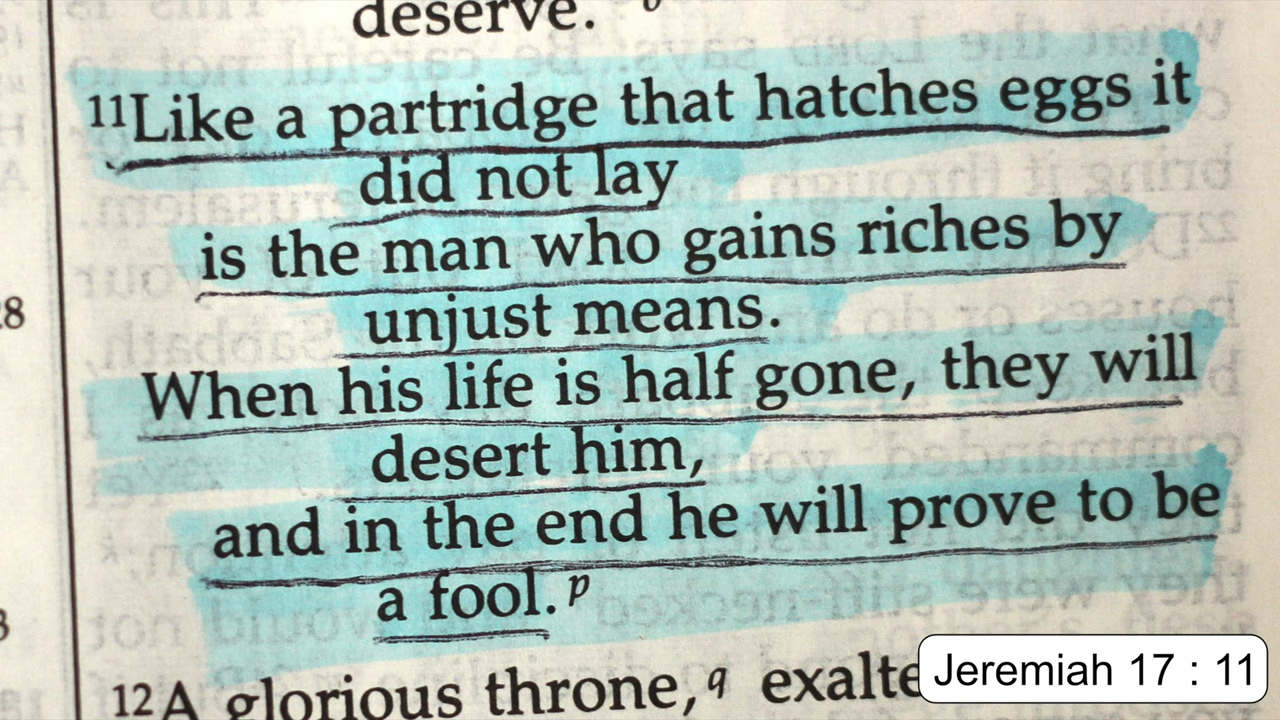 deserve.
11Like a partridge that hatches eggs it
did not lay
is the man who gains riches by
unjust means.
When his life is half gone, they will
desert him,
and in the end he will prove to be
a fool. p
12A glorious throne, q exalte
Jeremiah 17 : 11